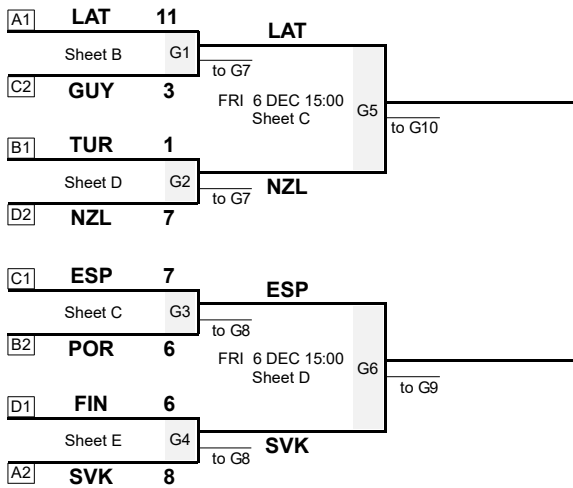 A1 LAT 11
Sheet B G1
LAT
to G7
C2 GUY 3
FRI 6 DEC 15:00
Sheet C
G5
to G10
B1 TUR 1
Sheet D G2
to G7
NZL
D2 NZL 7
C1 ESP 7
Sheet C G3
ESP
to G8
B2 POR 6
FRI 6 DEC 15:00
Sheet D
G6
to G9
D1 FIN 6
Sheet E G4
to G8
SVK
A2 SVK 8